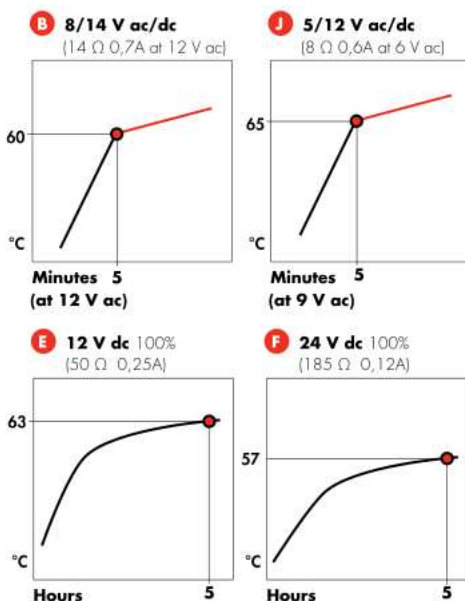 B 8/14 V ac/dc
(14 Ω 0,7A at 12 V ac)
60
°C
Minutes 5
(at 12 V ac)
J 5/12 V ac/dc
(8 Ω 0,6A at 6 V ac)
65
°C
Minutes 5
(at 9 V ac)
E 12 V dc 100%
(50 Ω 0,25A)
63
°C
Hours 5
F 24 V dc 100%
(185 Ω 0,12A)
57
°C
Hours 5